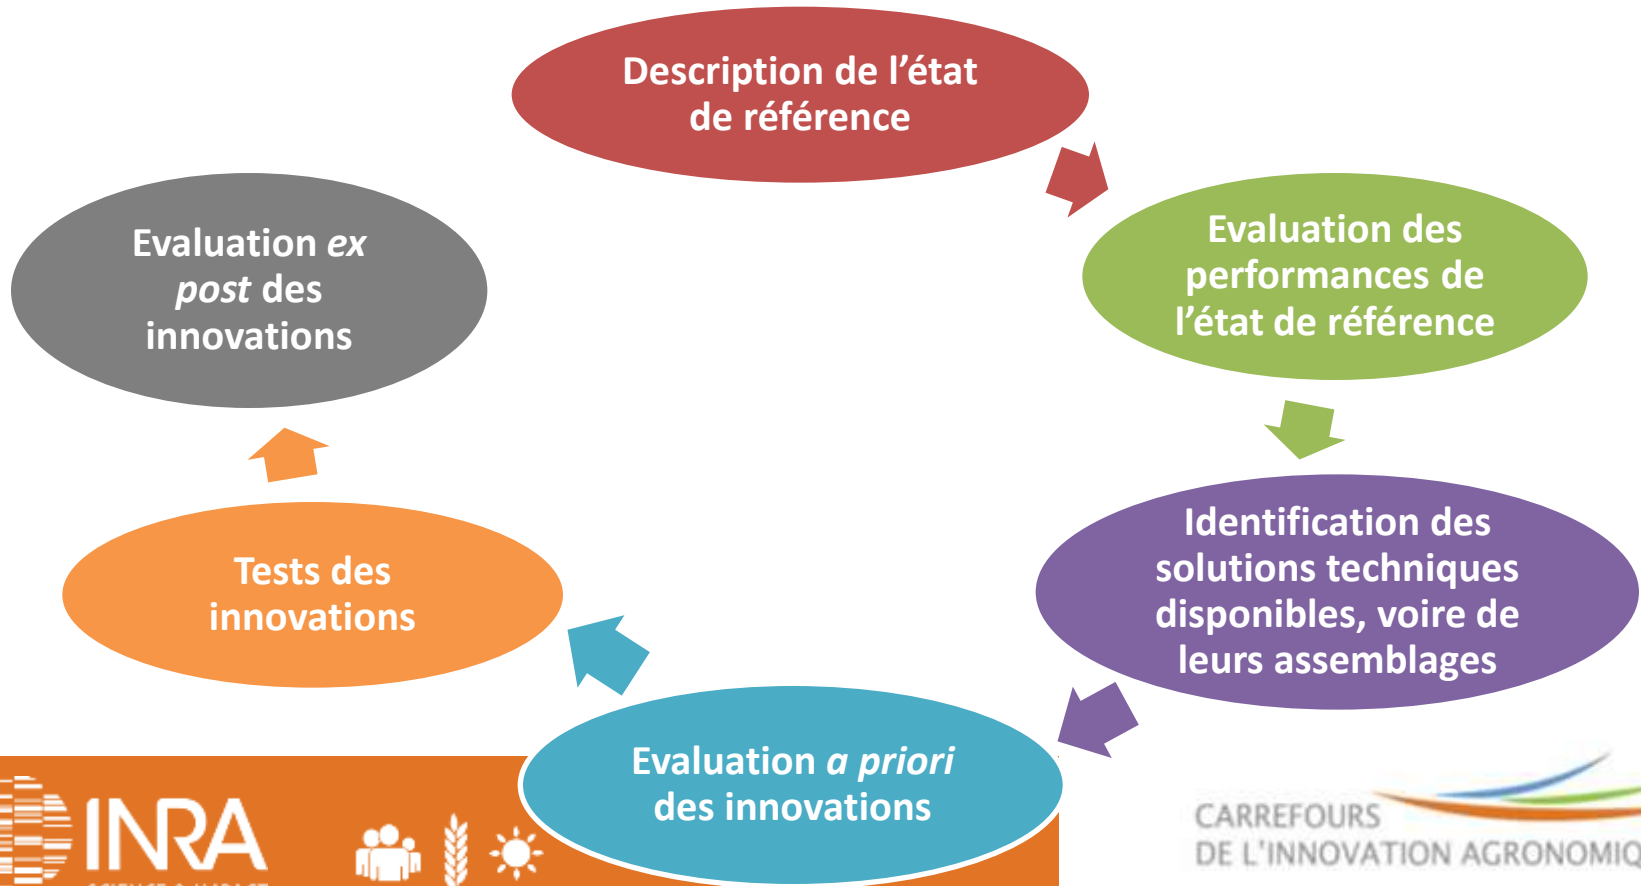 Description de l’état
de référence
Evaluation des
performances de
l’état de référence
Identification des
solutions techniques
disponibles, voire de
leurs assemblages
Evaluation a priori
des innovations
Tests des
innovations
Evaluation ex
post des
innovations
INRA
SCIENCE & IMPACT
CARREFOURS
DE L'INNOVATION AGRONOMIQ